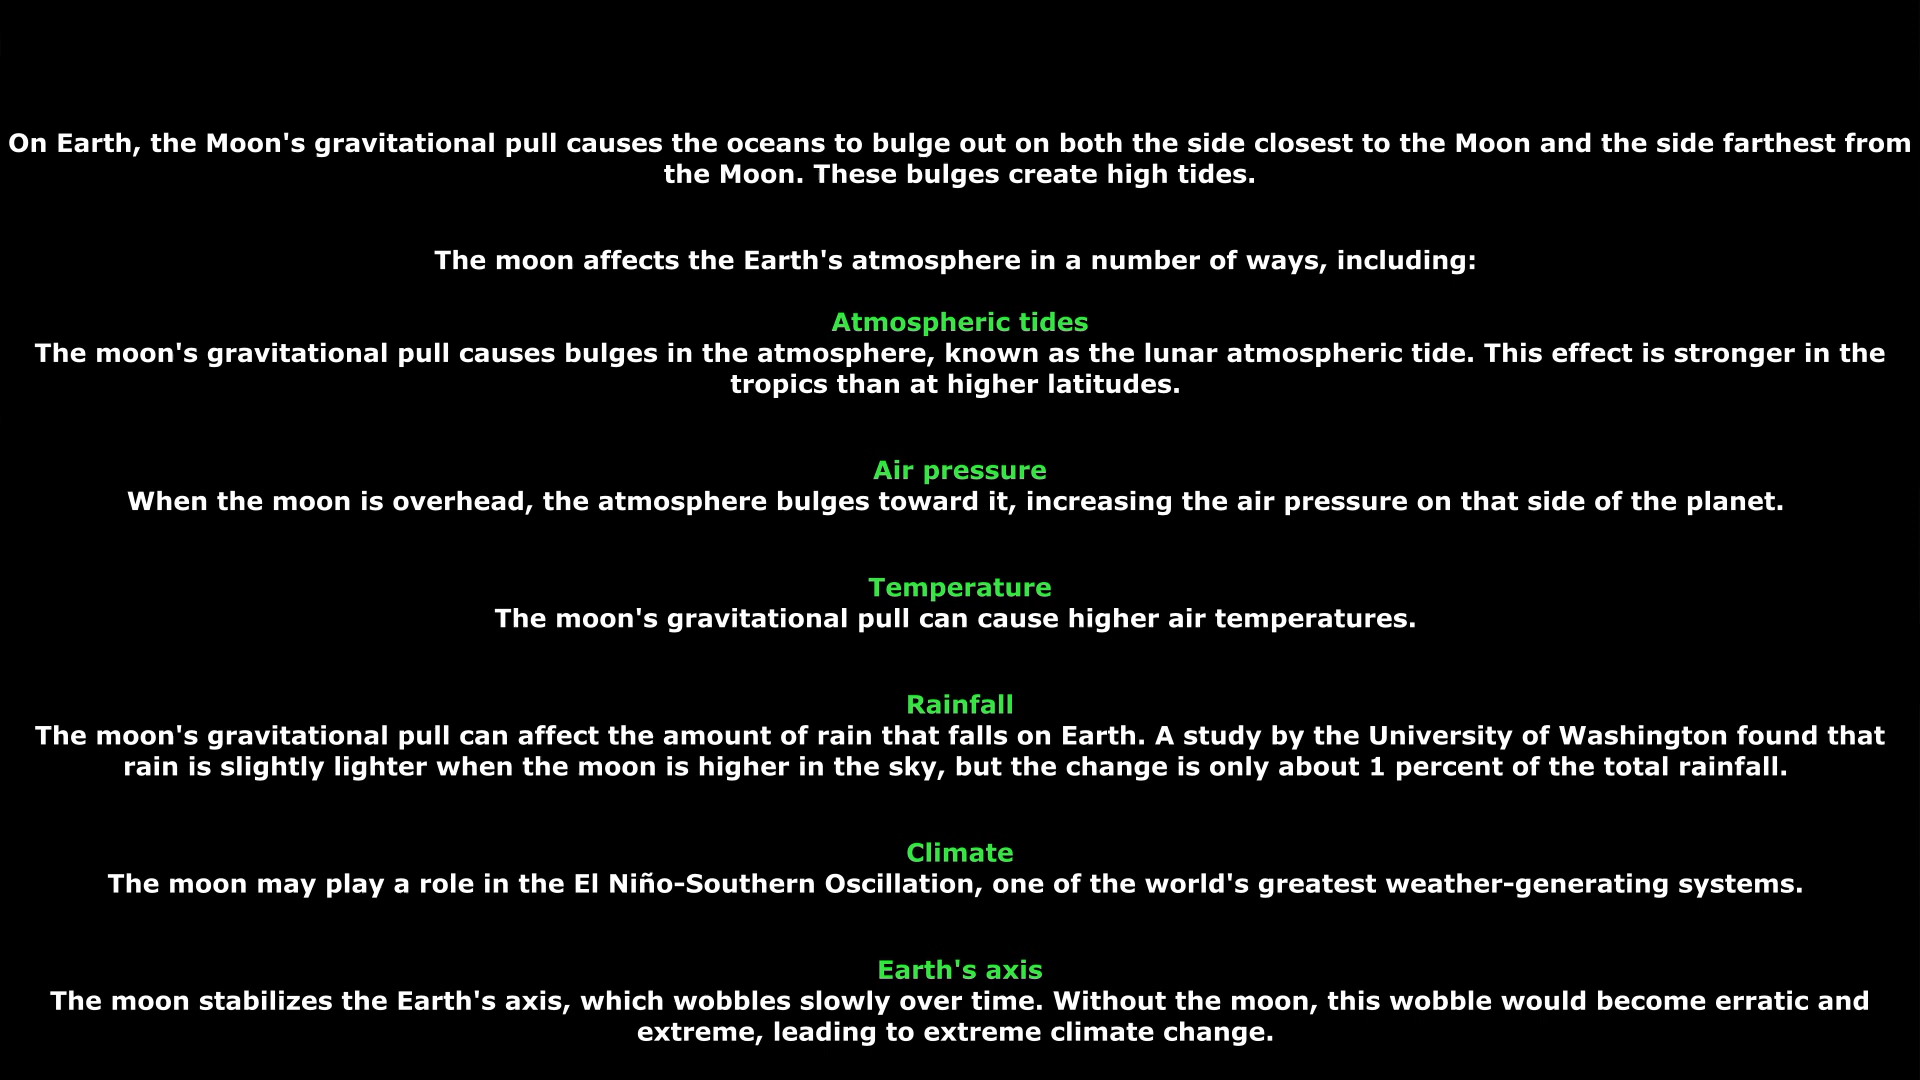 On Earth, the Moon's gravitational pull causes the oceans to bulge out on both the side closest to the Moon and the side farthest from
the Moon. These bulges create high tides.
The moon affects the Earth's atmosphere in a number of ways, including:
Atmospheric tides
The moon's gravitational pull causes bulges in the atmosphere, known as the lunar atmospheric tide. This effect is stronger in the
tropics than at higher latitudes.
Air pressure
When the moon is overhead, the atmosphere bulges toward it, increasing the air pressure on that side of the planet.
Temperature
The moon's gravitational pull can cause higher air temperatures.
Rainfall
The moon's gravitational pull can affect the amount of rain that falls on Earth. A study by the University of Washington found that
rain is slightly lighter when the moon is higher in the sky, but the change is only about 1 percent of the total rainfall.
Climate
The moon may play a role in the El Niño-Southern Oscillation, one of the world's greatest weather-generating systems.
Earth's axis
The moon stabilizes the Earth's axis, which wobbles slowly over time. Without the moon, this wobble would become erratic and
extreme, leading to extreme climate change.